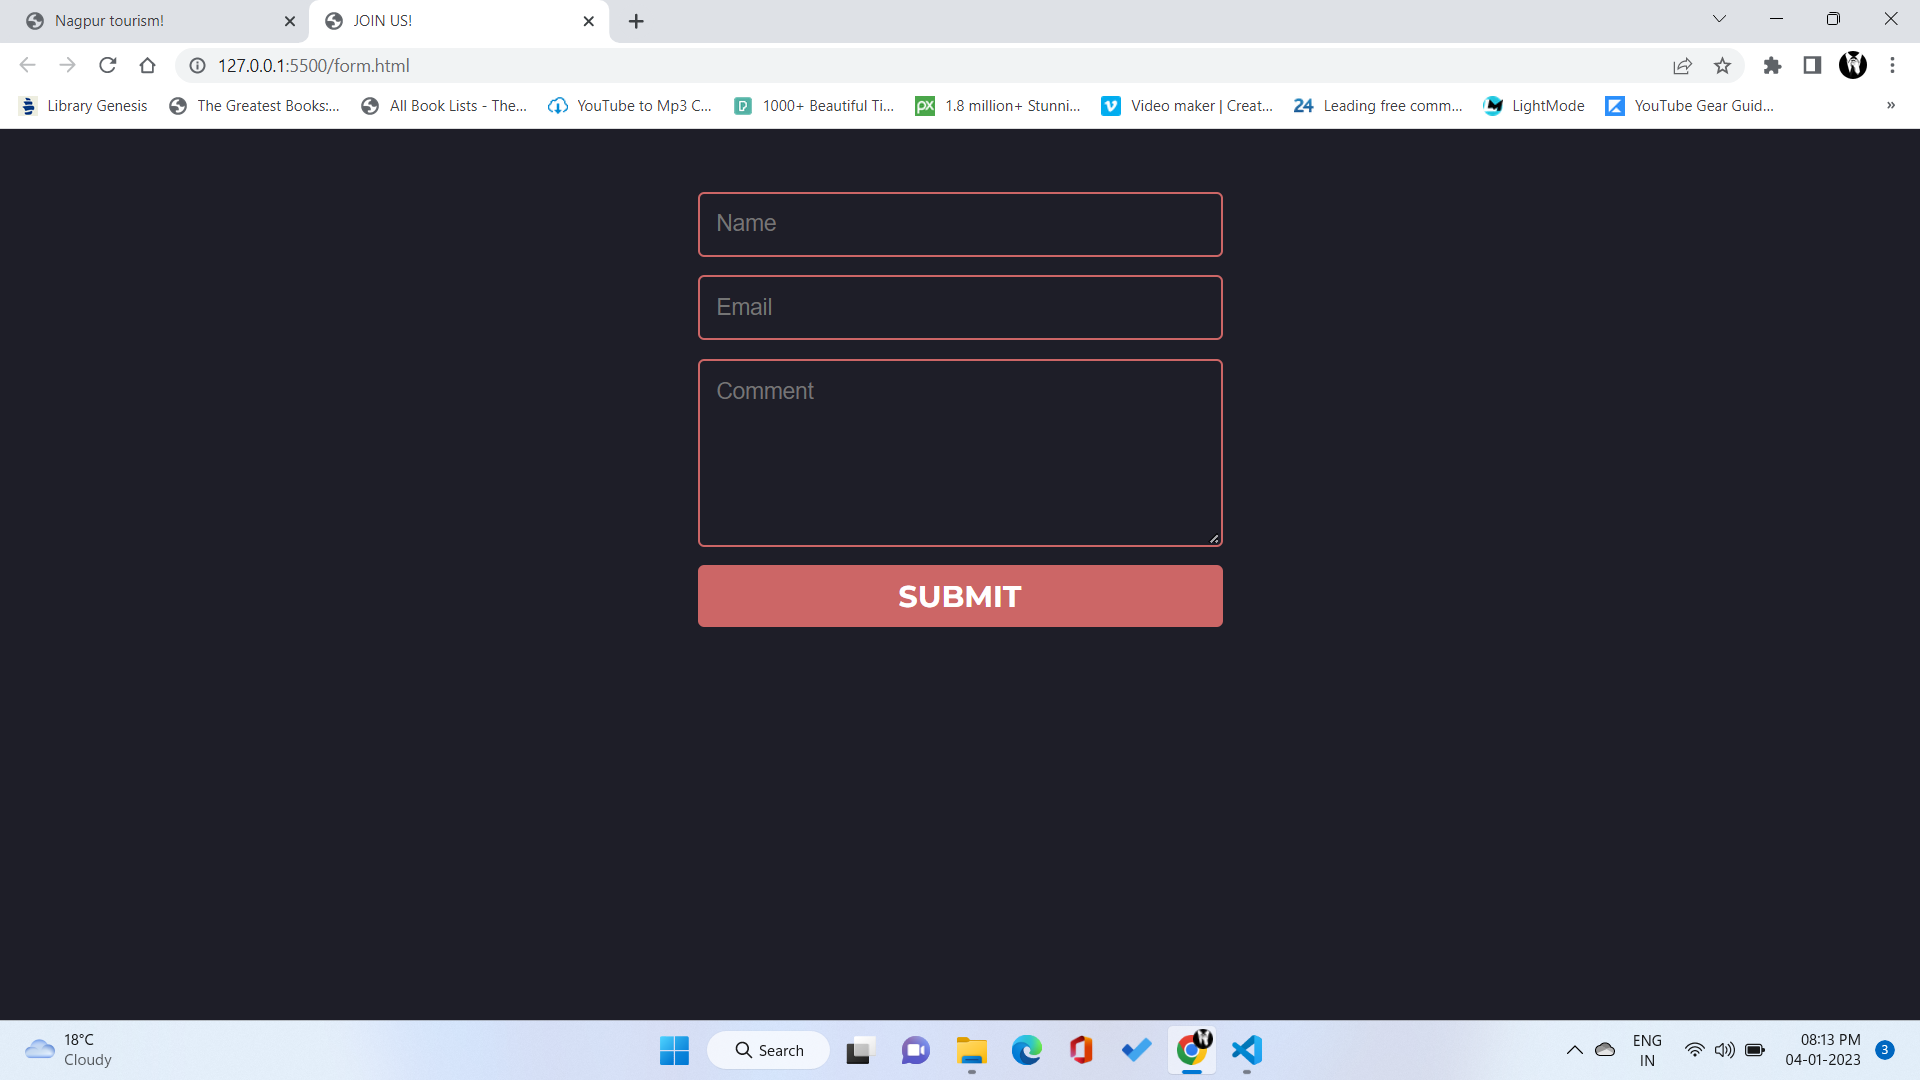 Nagpur tourism!
JOIN US!
127.0.0.1:5500/form.html
Library Genesis
The Greatest Books:...
All Book Lists - The...
YouTube to Mp3 C...
P
1000+ Beautiful Ti...
px
1.8 million+ Stunni...
V
Video maker | Creat...
24
Leading free comm...
LightMode
YouTube Gear Guid...
»
Name
Email
Comment
SUBMIT
18°C
Cloudy
Search
ENG
IN
08:13 PM
04-01-2023
3